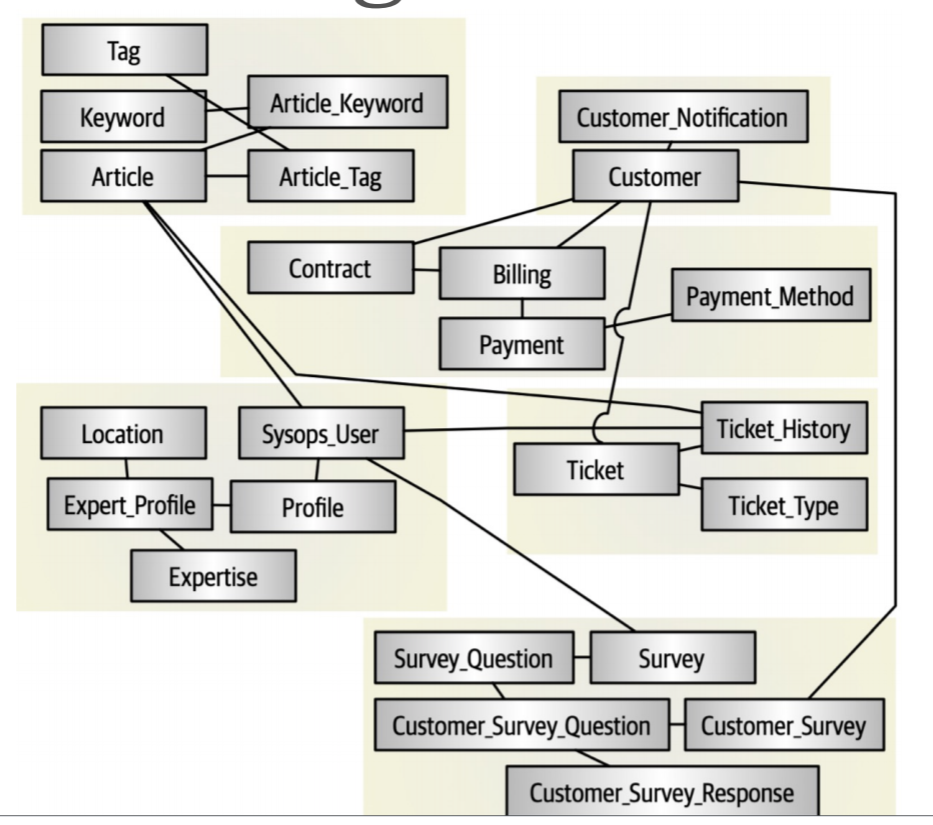 Tag
Keyword
Article_Keyword
Article
Article_Tag
Customer_Notification
Customer
Contract
Billing
Payment_Method
Payment
Location
Sysops_User
Ticket_History
Ticket
Expert_Profile
Profile
Ticket_Type
Expertise
Survey_Question
Survey
Customer_Survey_Question
Customer_Survey
Customer_Survey_Response